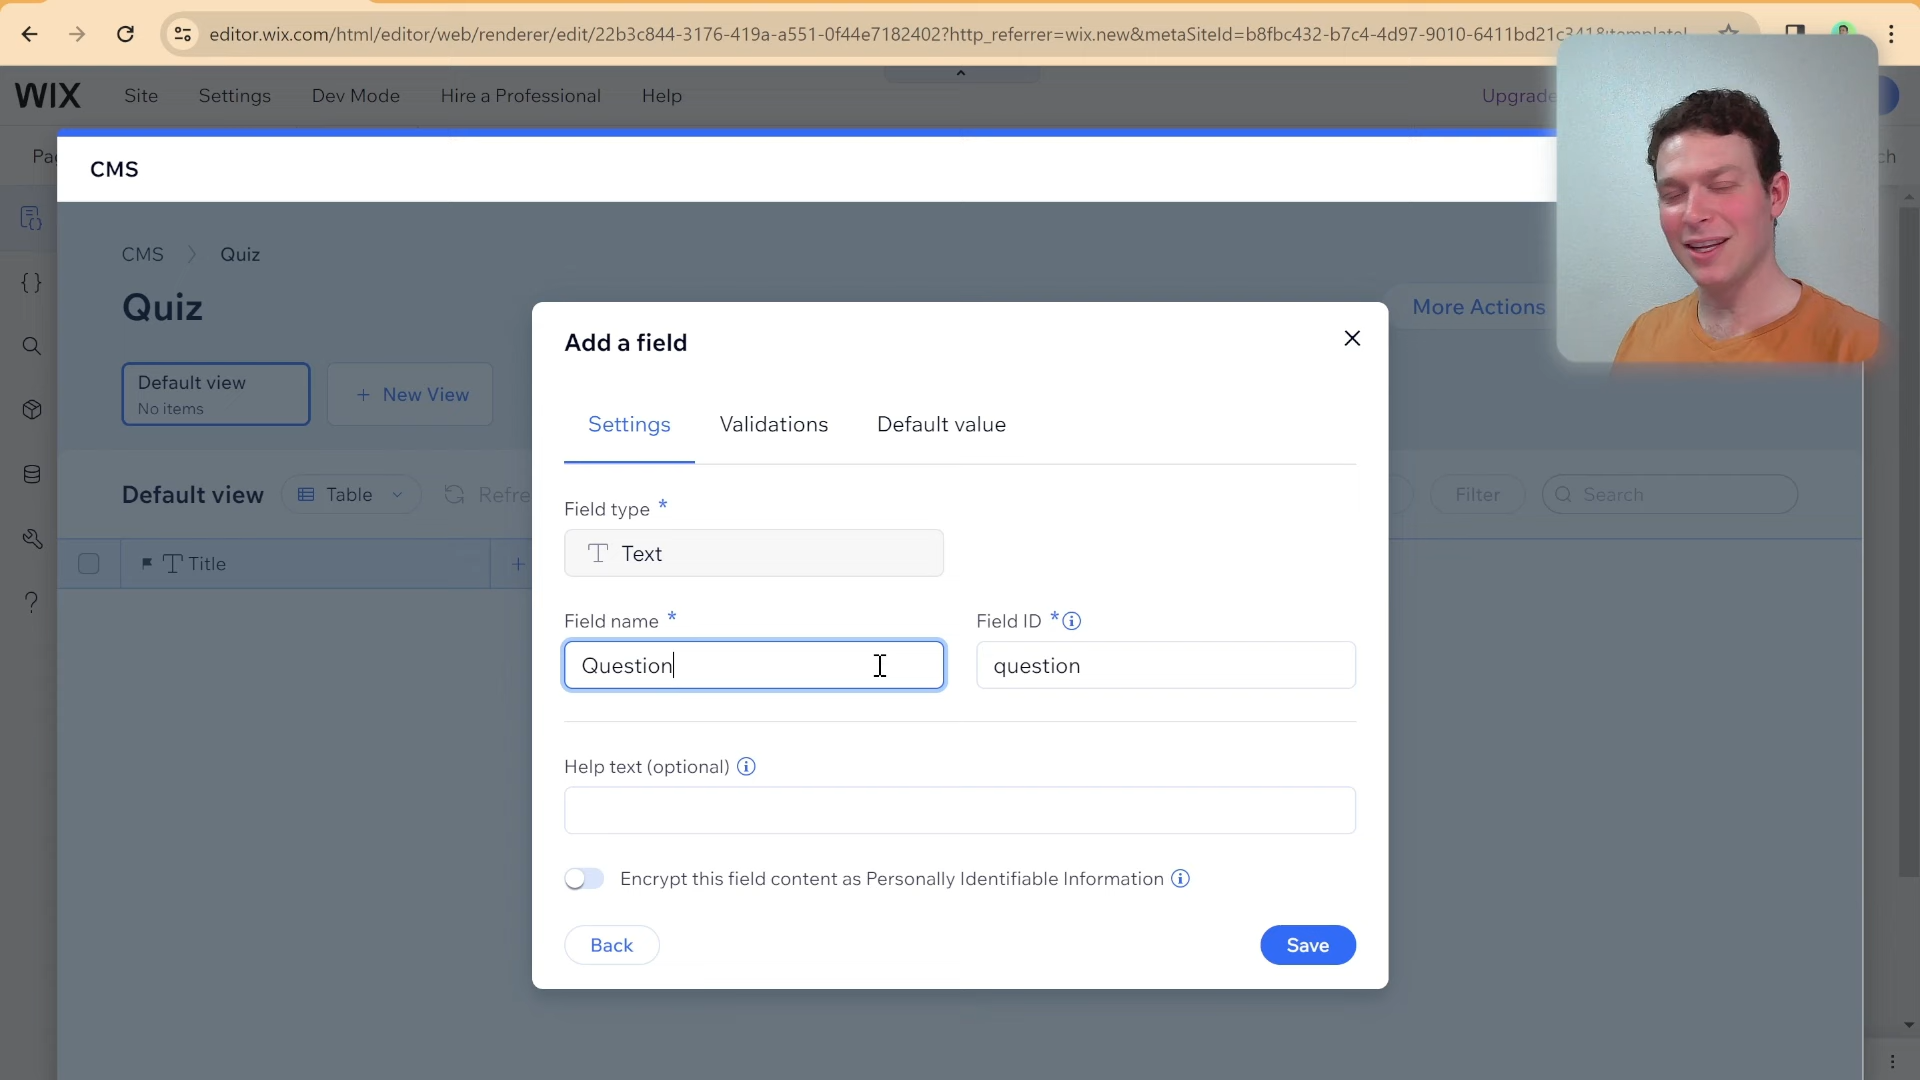 editor.wix.com/html/editor/web/renderer/edit/22b3c844-3176-419a-a551-0f44e7182402?http_referrer=wix.new&metaSiteId=b8fbc432-b7c4-4d97-9010-6411bd21c341&template
WIX Site Settings Dev Mode Hire a Professional Help Upgrade
CMS
CMS > Quiz
Quiz
More Actions
Default view
No items
+ New View
Default view Table Refre Filter Search
Title +
Add a field
Settings Validations Default value
Field type *
Text
Field name * Field ID *
Question question
Help text (optional)
Encrypt this field content as Personally Identifiable Information
Back Save